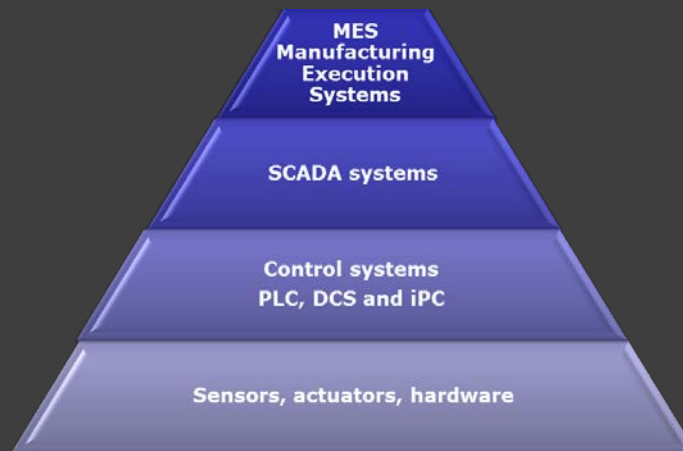 MES
Manufacturing
Execution
Systems
SCADA systems
Control systems
PLC, DCS and iPC
Sensors, actuators, hardware